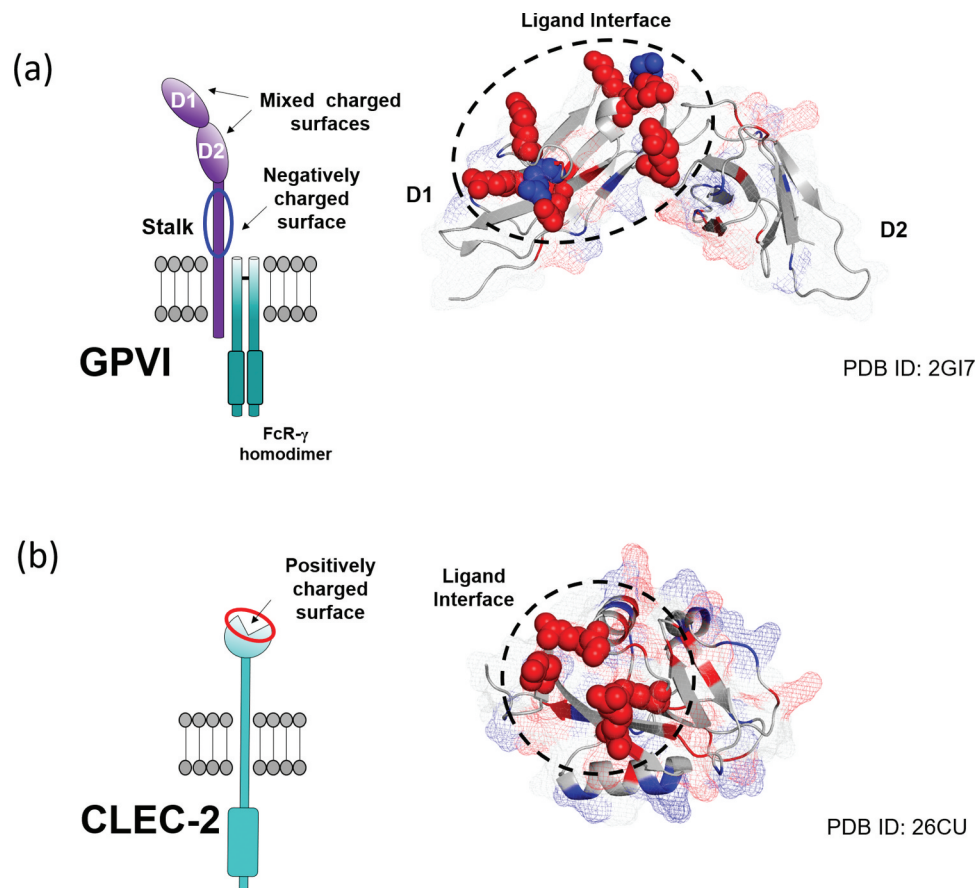 (a)
D1
D2
Mixed charged
surfaces
Negatively
charged
surface
Stalk
GPVI
FcR-γ
homodimer
Ligand Interface
D1
D2
PDB ID: 2GI7
(b)
Positively
charged
surface
CLEC-2
Ligand
Interface
PDB ID: 26CU